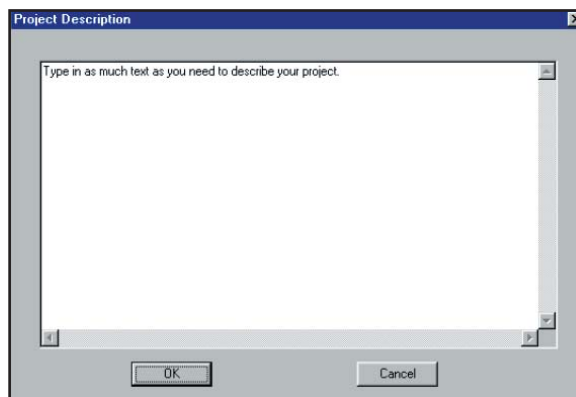 Project Description
Type in as much text as you need to describe your project.
OK
Cancel